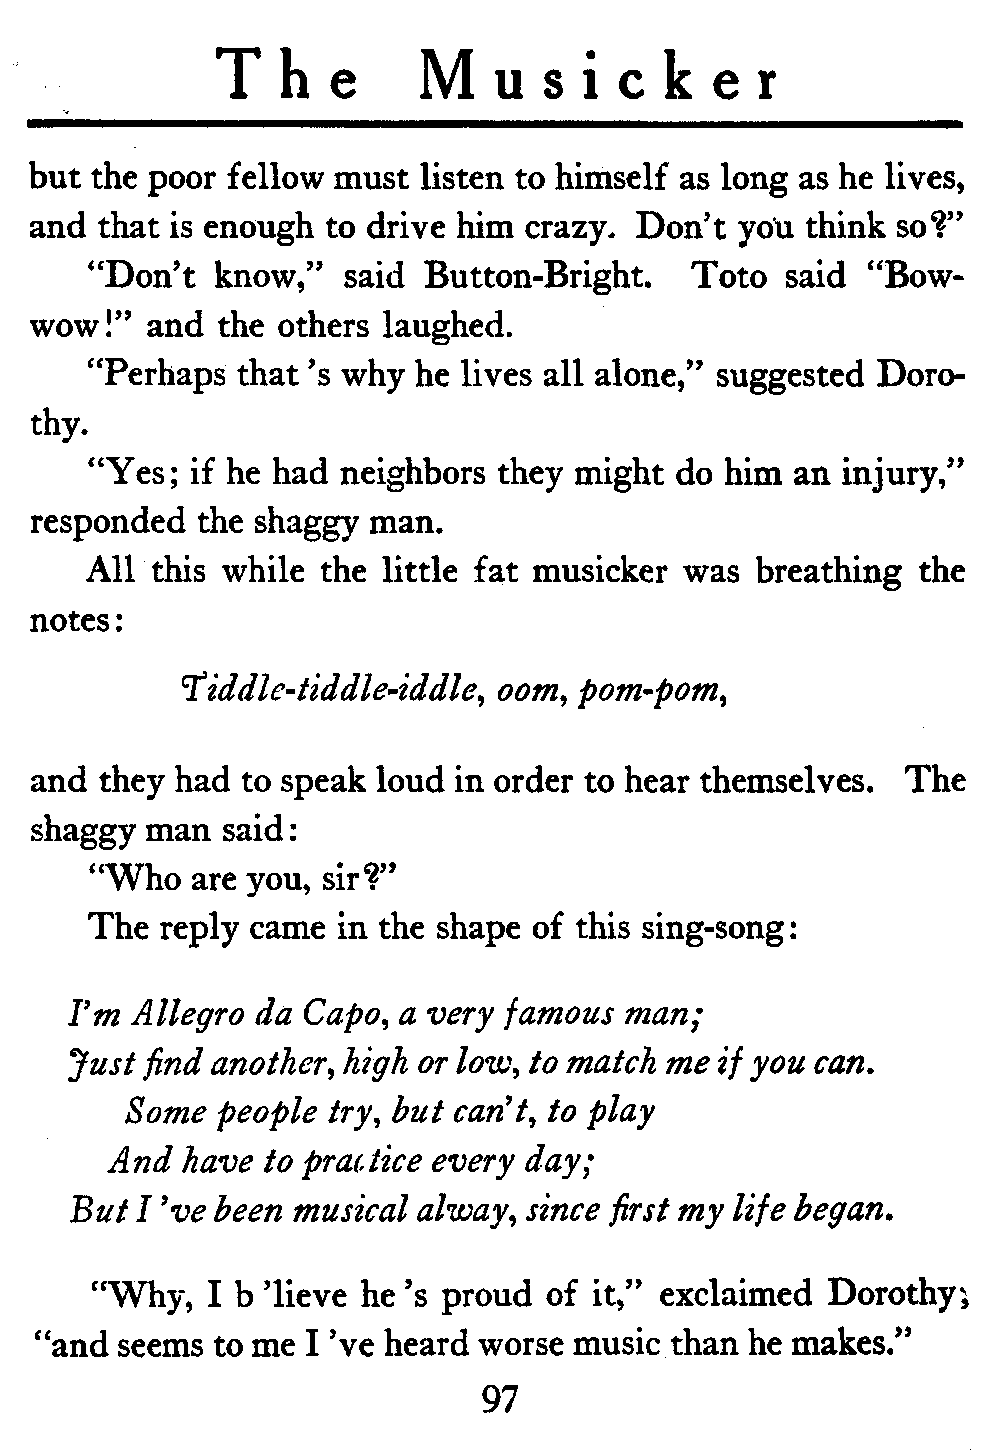 The Musicker
but the poor fellow must listen to himself as long as he lives,
and that is enough to drive him crazy. Don't you think so?"
"Don't know," said Button-Bright. Toto said "Bow-
wow!" and the others laughed.
"Perhaps that 's why he lives all alone," suggested Doro-
thy.
"Yes; if he had neighbors they might do him an injury,"
responded the shaggy man.
All this while the little fat musicker was breathing the
notes:
Tiddle-tiddle-iddle, oom, pom-pom,
and they had to speak loud in order to hear themselves. The
shaggy man said:
"Who are you, sir?"
The reply came in the shape of this sing-song:
I'm Allegro da Capo, a very famous man;
Just find another, high or low, to match me if you can.
Some people try, but can't, to play
And have to practice every day;
But I 've been musical alway, since first my life began.
"Why, I b 'lieve he 's proud of it," exclaimed Dorothy;
"and seems to me I 've heard worse music than he makes."
97